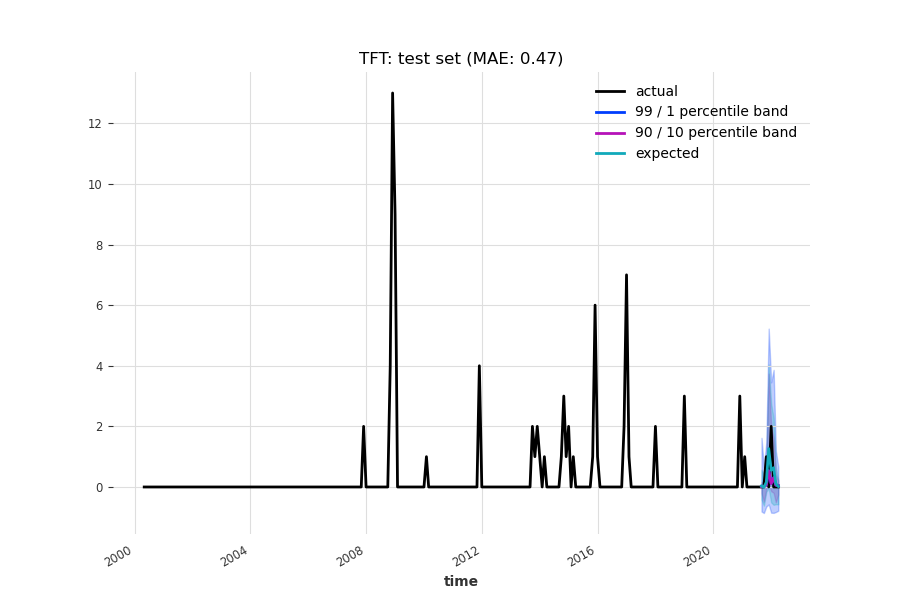 TFT: test set (MAE: 0.47)
actual
99 / 1 percentile band
90 / 10 percentile band
expected
12
10
8
6
4
2
0
2000
2004
2008
2012
2016
2020
time